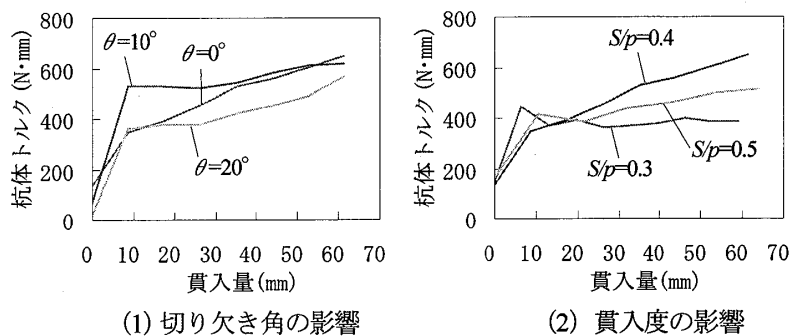 杭体トルク(N･mm)
800
600
400
200
0
θ=10°
θ=0°
θ=20°
0 10 20 30 40 50 60 70
貫入量(mm)
(1) 切り欠き角の影響
杭体トルク(N･mm)
800
600
400
200
0
S/p=0.4
S/p=0.5
S/p=0.3
0 10 20 30 40 50 60 70
貫入量(mm)
(2) 貫入度の影響